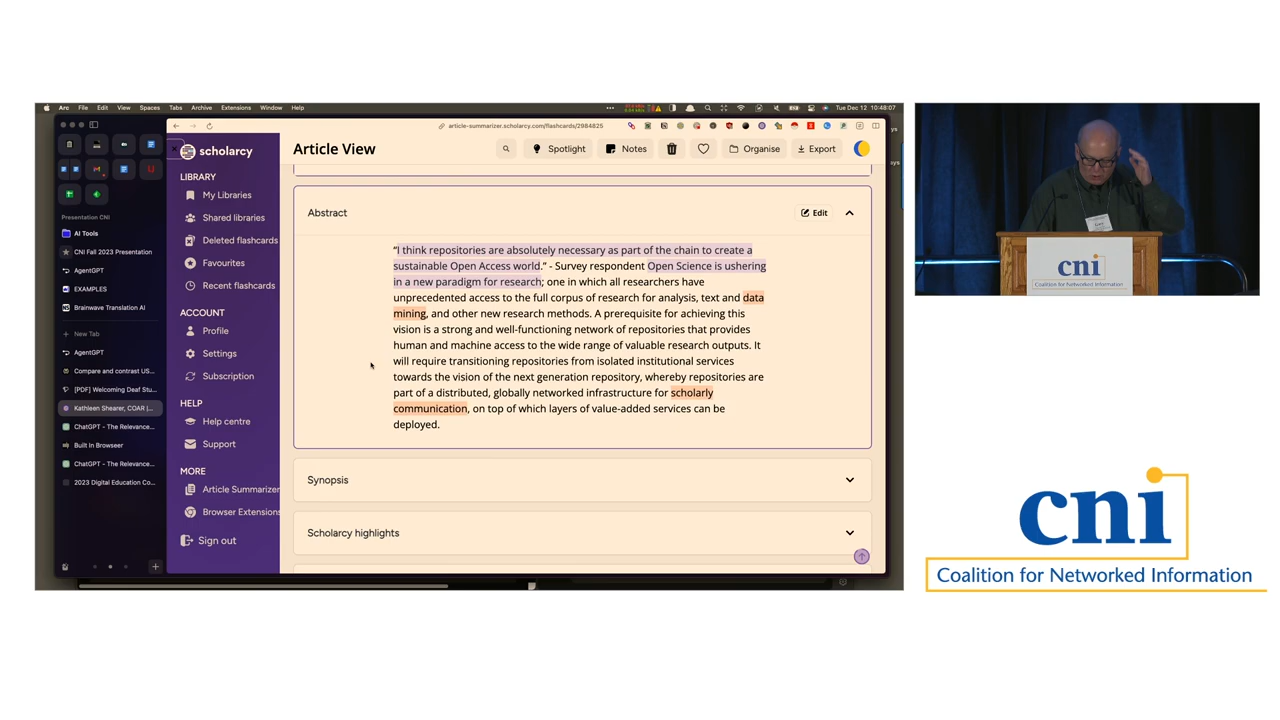 Arc File Edit View Spaces Tabs Archive Extensions Window Help
Tue Dec 12 10:48:07
article-summarizer.scholarcy.com/flashcards/2984825
Presentation CNI
AI Tools
CNI Fall 2023 Presentation
AgentGPT
EXAMPLES
Brainwave Translation AI
New Tab
AgentGPT
Compare and contrast US...
[PDF] Welcoming Deaf Stu...
Kathleen Shearer, COAR |...
ChatGPT - The Relevance...
Built In Browseer
ChatGPT - The Relevance...
2023 Digital Education Co...
scholarcy
LIBRARY
My Libraries
Shared libraries
Deleted flashcards
Favourites
Recent flashcards
ACCOUNT
Profile
Settings
Subscription
HELP
Help centre
Support
MORE
Article Summarizer
Browser Extensions
Sign out
Article View
Spotlight
Notes
Organise
Export
Abstract
Edit
“I think repositories are absolutely necessary as part of the chain to create a
sustainable Open Access world.” - Survey respondent Open Science is ushering
in a new paradigm for research; one in which all researchers have
unprecedented access to the full corpus of research for analysis, text and data
mining, and other new research methods. A prerequisite for achieving this
vision is a strong and well-functioning network of repositories that provides
human and machine access to the wide range of valuable research outputs. It
will require transitioning repositories from isolated institutional services
towards the vision of the next generation repository, whereby repositories are
part of a distributed, globally networked infrastructure for scholarly
communication, on top of which layers of value-added services can be
deployed.
Synopsis
Scholarcy highlights
cni
Coalition for Networked Information
cni
Coalition for Networked Information